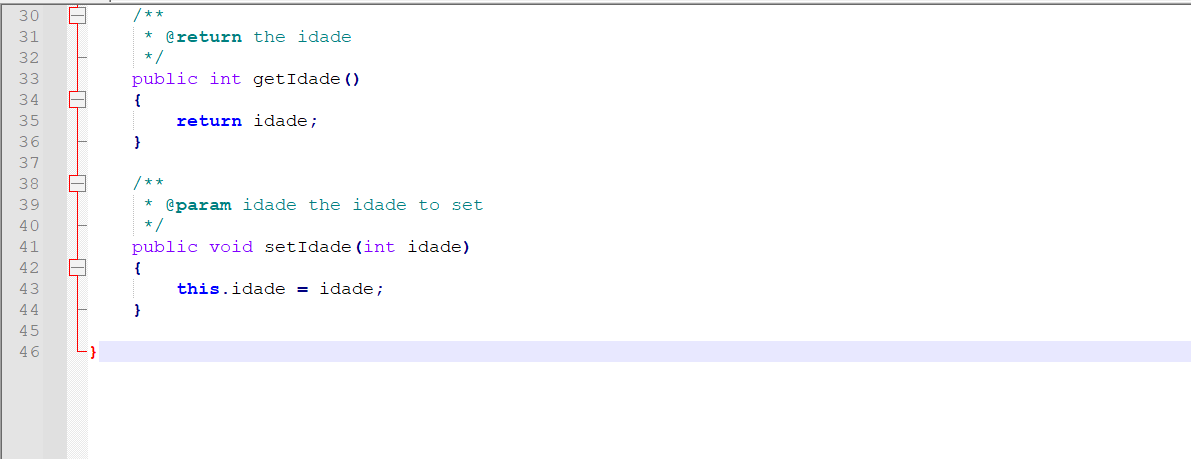 30 /**
31 * @return the idade
32 */
33 public int getIdade()
34 {
35 return idade;
36 }
37
38 /**
39 * @param idade the idade to set
40 */
41 public void setIdade(int idade)
42 {
43 this.idade = idade;
44 }
45
46 }